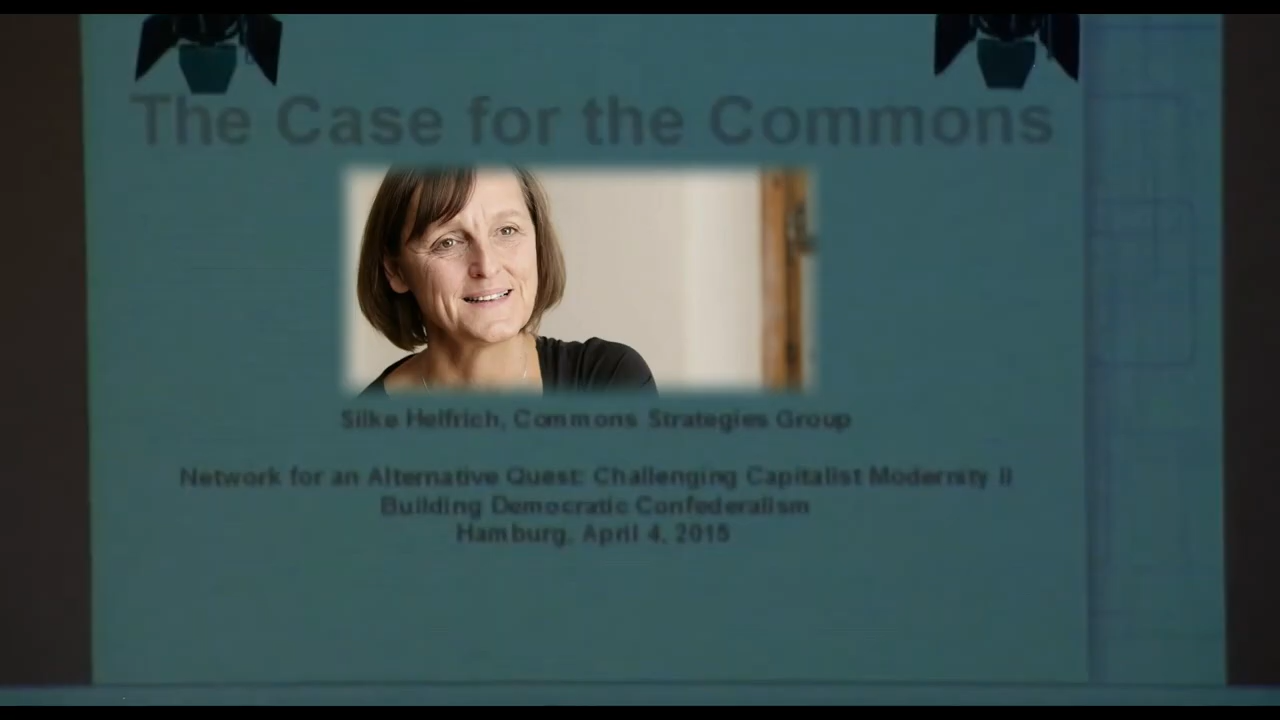 The Case for the Commons
Silke Helfrich, Commons Strategies Group
Network for an Alternative Quest: Challenging Capitalist Modernity II
Building Democratic Confederalism
Hamburg, April 4, 2015